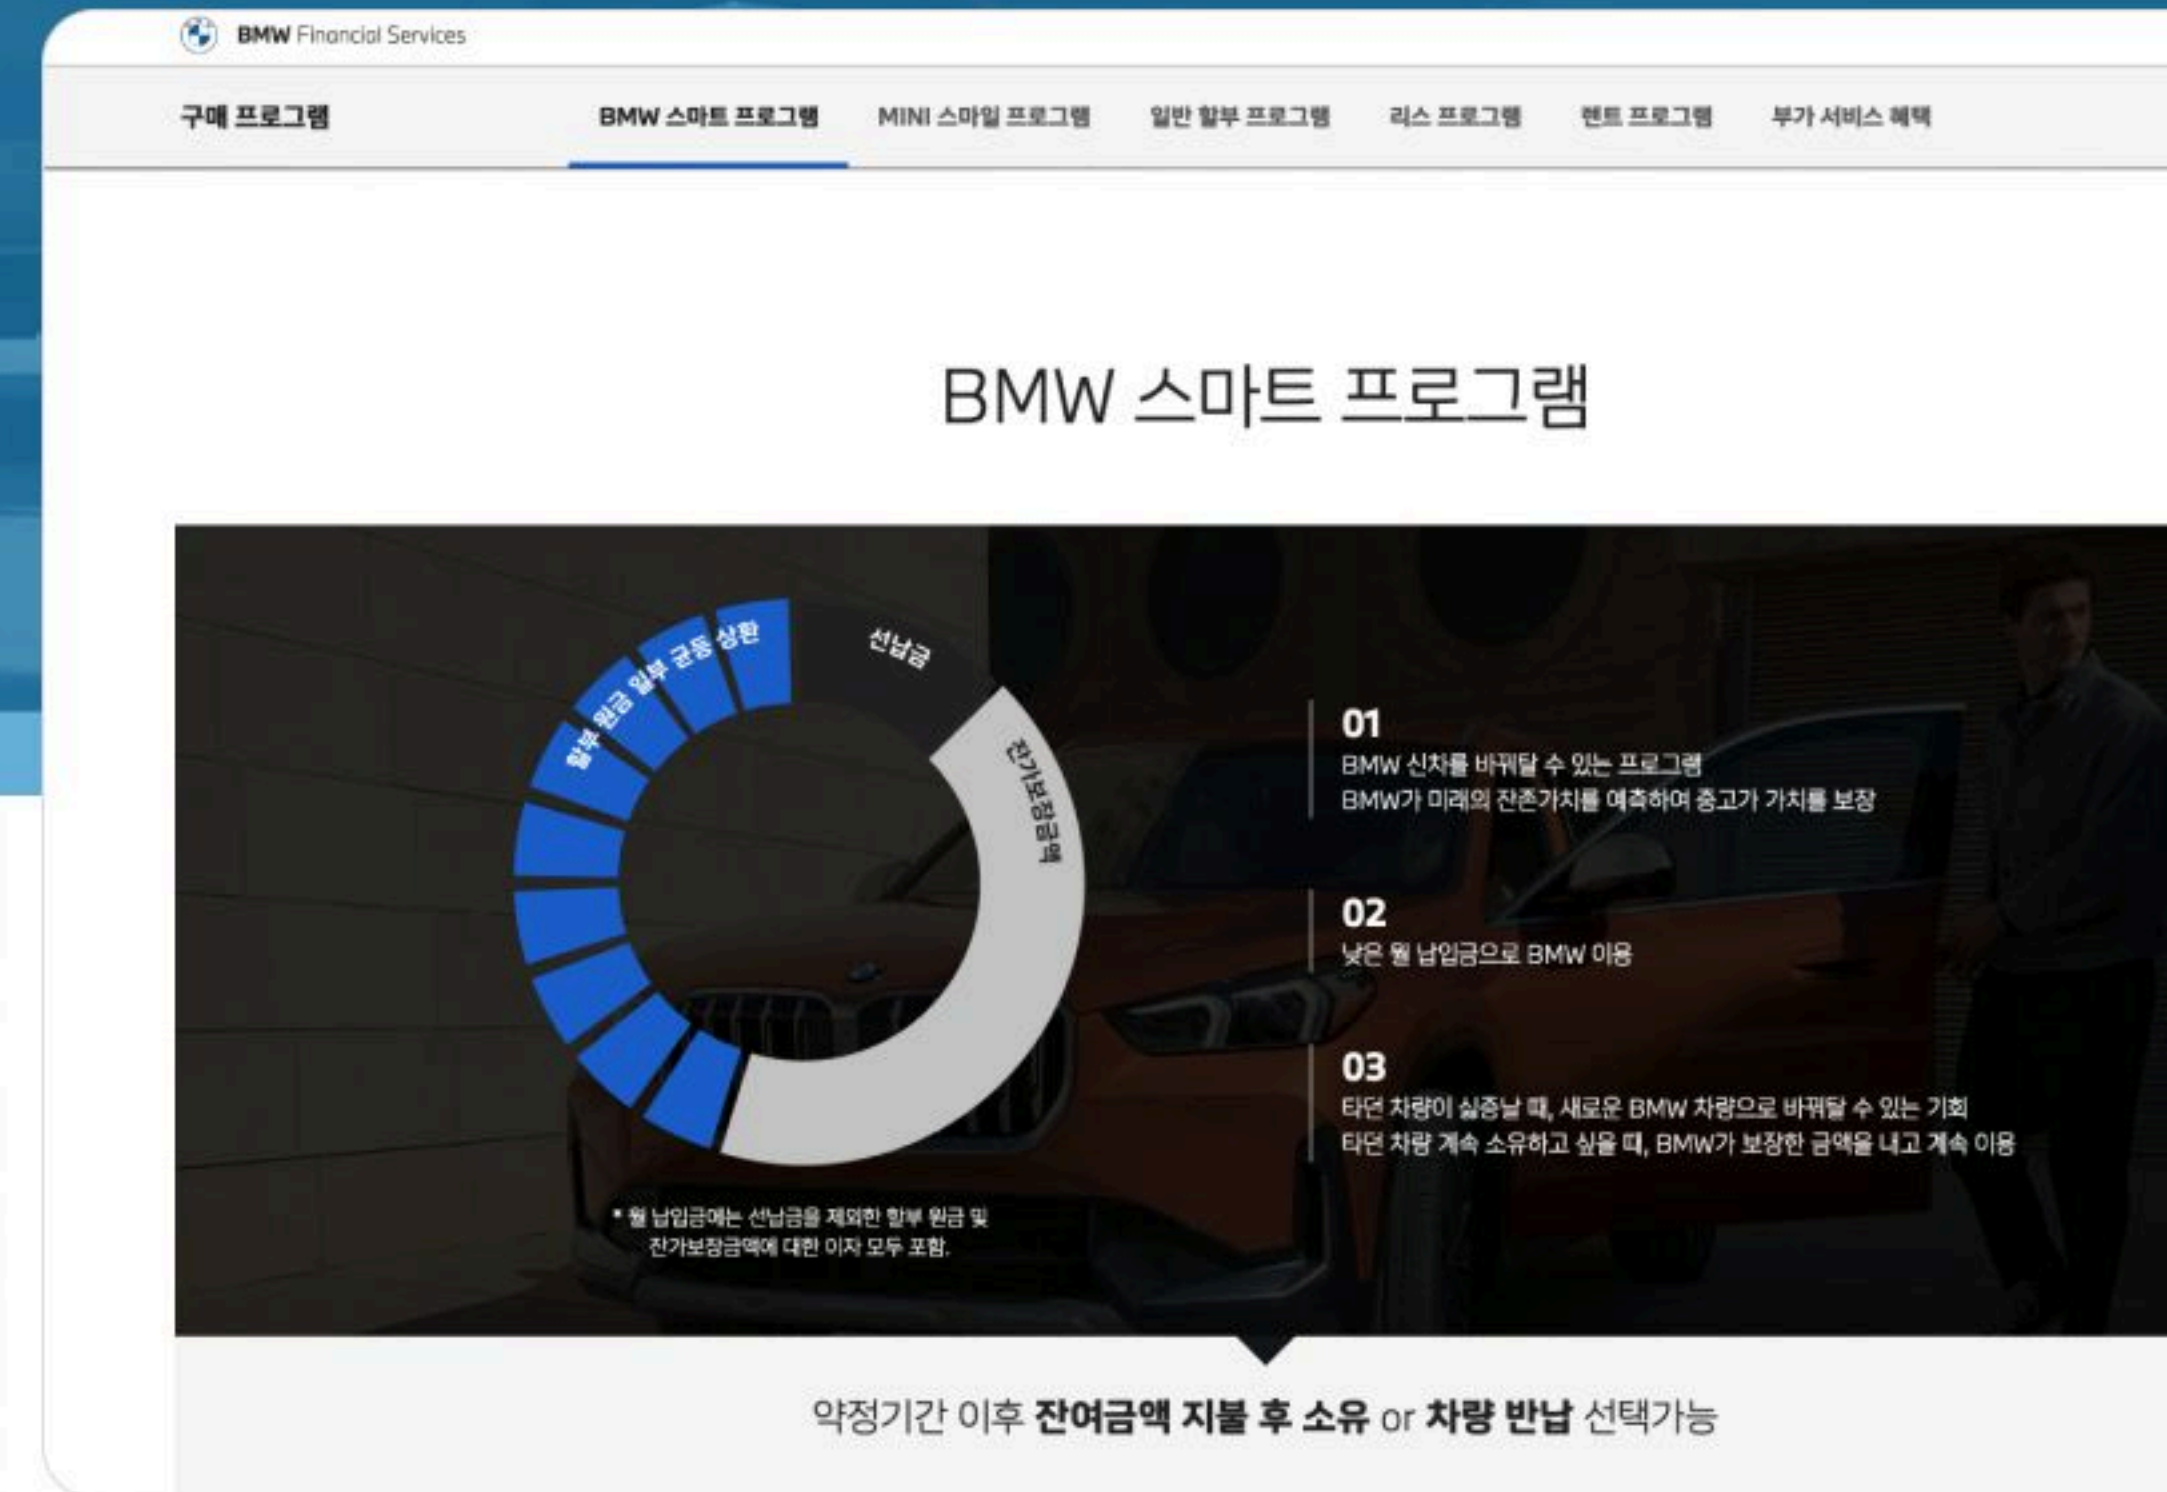 BMW Financial Services
구매 프로그램
BMW 스마트 프로그램
MINI 스마일 프로그램
일반 할부 프로그램
리스 프로그램
렌트 프로그램
부가 서비스 혜택
BMW 스마트 프로그램
할부 원금 일부 균등 상환
선납금
잔가보장금액
* 월 납입금에는 선납금을 제외한 할부 원금 및
잔가보장금액에 대한 이자 모두 포함.
01
BMW 신차를 바꿔탈 수 있는 프로그램
BMW가 미래의 잔존가치를 예측하여 중고가 가치를 보장
02
낮은 월 납입금으로 BMW 이용
03
타던 차량이 싫증날 때, 새로운 BMW 차량으로 바꿔탈 수 있는 기회
타던 차량 계속 소유하고 싶을 때, BMW가 보장한 금액을 내고 계속 이용
약정기간 이후 잔여금액 지불 후 소유 or 차량 반납 선택가능